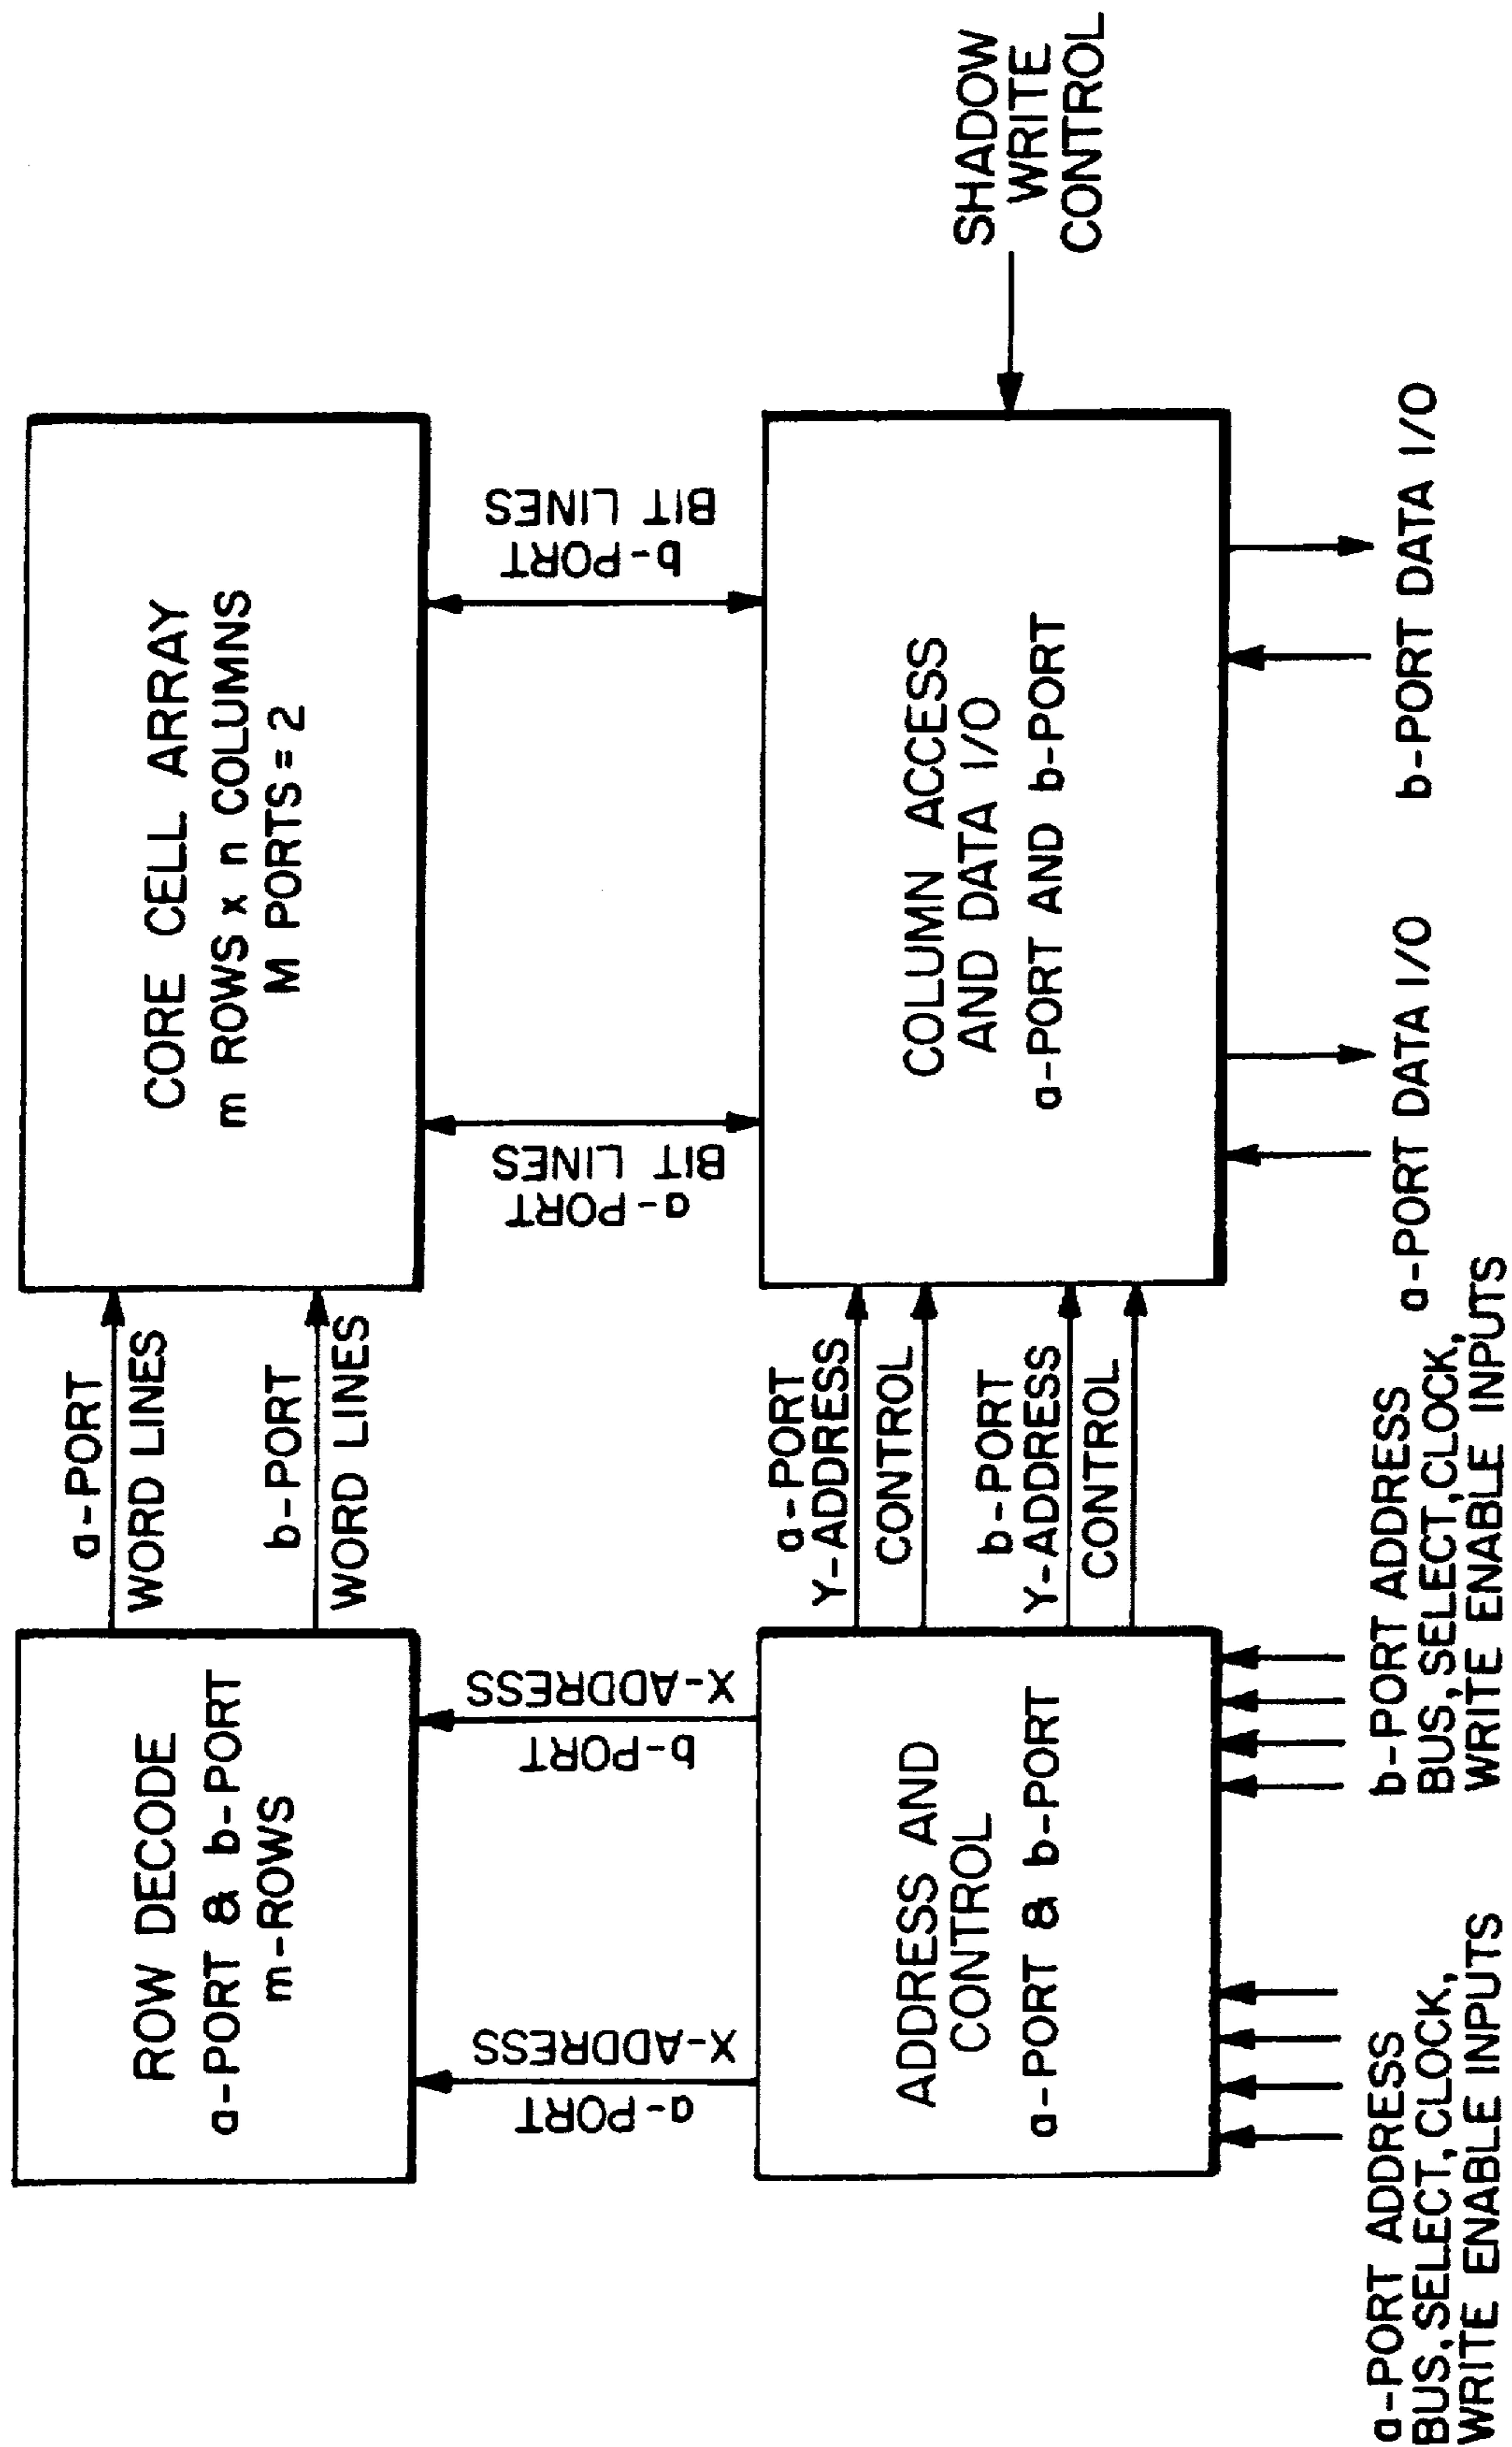 ROW DECODE
a-PORT & b-PORT
m-ROWS
a-PORT
WORD LINES
b-PORT
WORD LINES
CORE CELL ARRAY
m ROWS x n COLUMNS
M PORTS = 2
a-PORT
X-ADDRESS
b-PORT
X-ADDRESS
a-PORT
BIT LINES
b-PORT
BIT LINES
ADDRESS AND
CONTROL
a-PORT & b-PORT
a-PORT
Y-ADDRESS
CONTROL
b-PORT
Y-ADDRESS
CONTROL
COLUMN ACCESS
AND DATA I/O
a-PORT AND b-PORT
SHADOW
WRITE
CONTROL
a-PORT ADDRESS
BUS, SELECT, CLOCK,
WRITE ENABLE INPUTS
b-PORT ADDRESS
BUS, SELECT, CLOCK,
WRITE ENABLE INPUTS
a-PORT DATA I/O
b-PORT DATA I/O